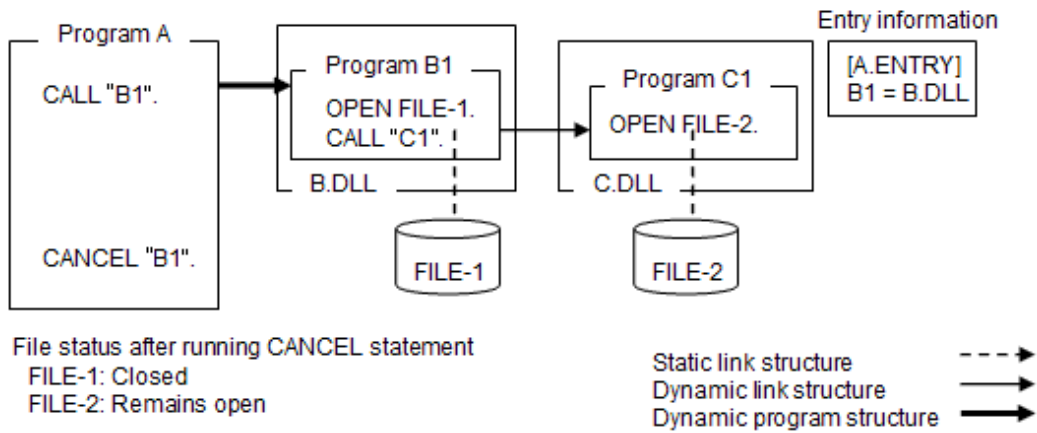 Program A
CALL "B1".
CANCEL "B1".
Program B1
OPEN FILE-1.
CALL "C1".
B.DLL
FILE-1
Program C1
OPEN FILE-2.
C.DLL
FILE-2
Entry information
[A.ENTRY]
B1 = B.DLL
File status after running CANCEL statement
FILE-1: Closed
FILE-2: Remains open
Static link structure
Dynamic link structure
Dynamic program structure